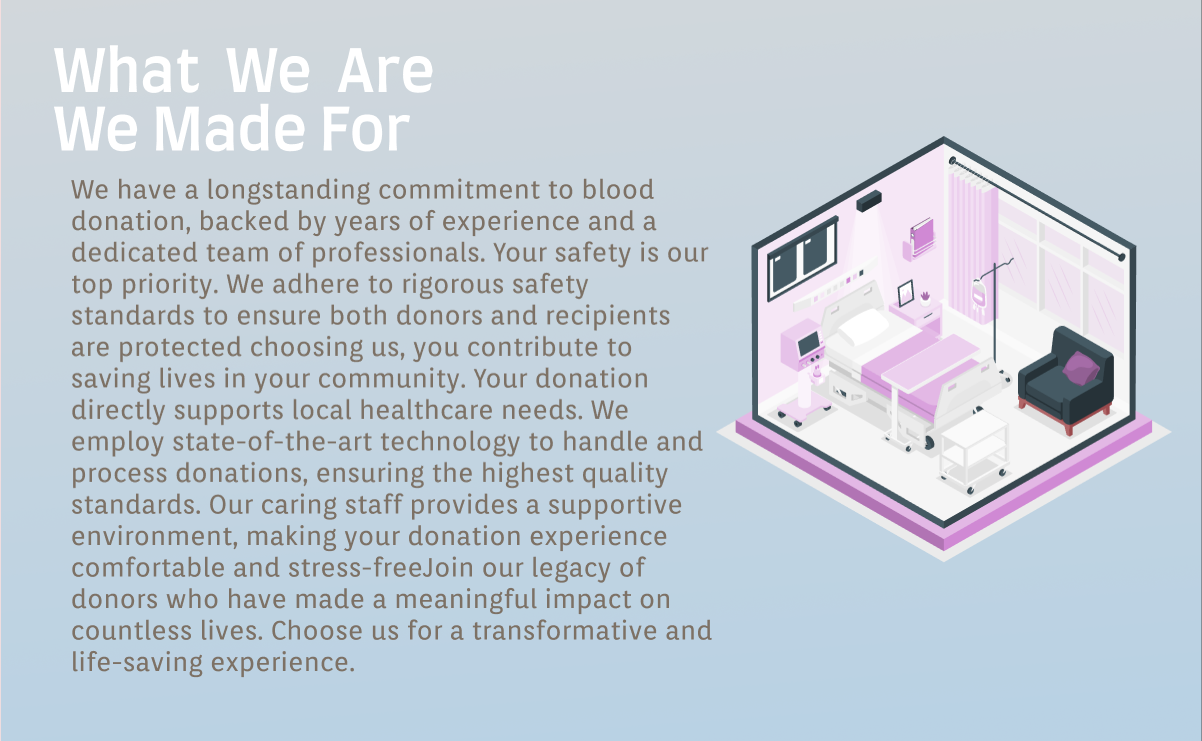 What We Are
We Made For
We have a longstanding commitment to blood
donation, backed by years of experience and a
dedicated team of professionals. Your safety is our
top priority. We adhere to rigorous safety
standards to ensure both donors and recipients
are protected choosing us, you contribute to
saving lives in your community. Your donation
directly supports local healthcare needs. We
employ state-of-the-art technology to handle and
process donations, ensuring the highest quality
standards. Our caring staff provides a supportive
environment, making your donation experience
comfortable and stress-freeJoin our legacy of
donors who have made a meaningful impact on
countless lives. Choose us for a transformative and
life-saving experience.